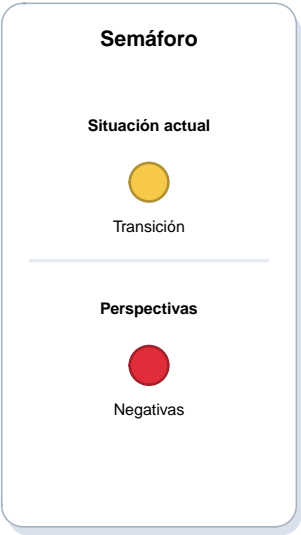 Semáforo
Situación actual
Transición
Perspectivas
Negativas